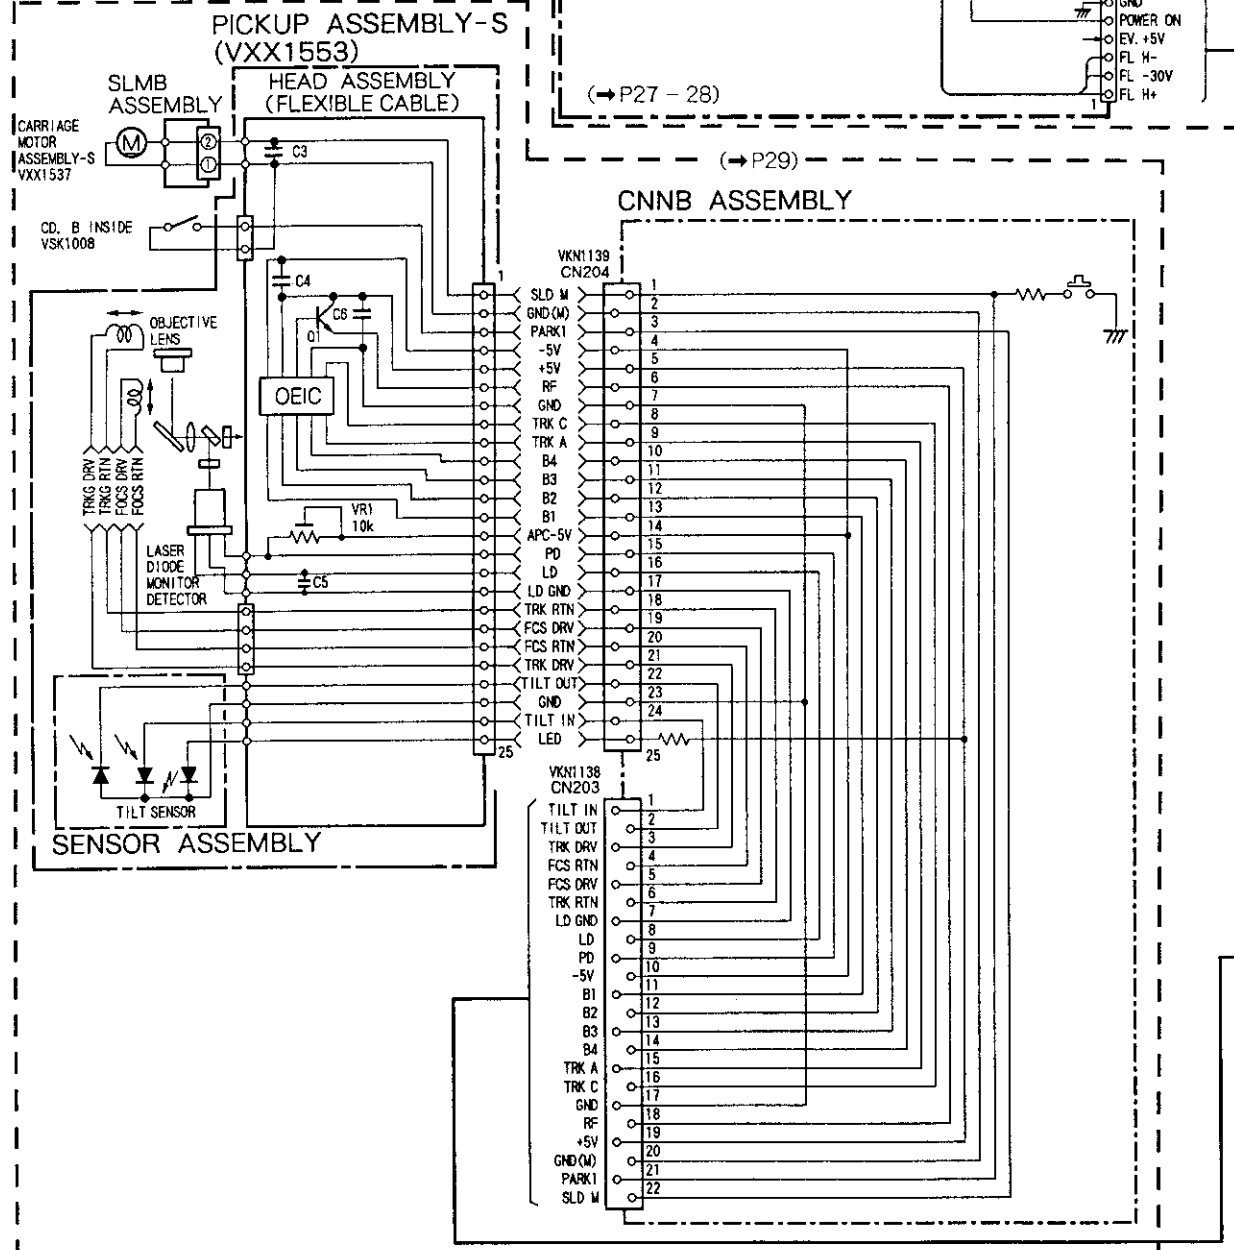 PICKUP ASSEMBLY-S
(VXX1553)
SLMB
ASSEMBLY
HEAD ASSEMBLY
(FLEXIBLE CABLE)
CARRIAGE
MOTOR
ASSEMBLY-S
VXX1537
M
2
1
C3
CD. B INSIDE
VSK1008
C4
C6
Q1
OEIC
OBJECTIVE
LENS
TRKG DRV
TRKG RTN
FOCS DRV
FOCS RTN
LASER
DIODE
MONITOR
DETECTOR
VR1
10k
C5
TILT SENSOR
SENSOR ASSEMBLY
1
25
GND
POWER ON
EV. +5V
FL H-
FL -30V
FL H+
1
(➞P27 - 28)
(➞P29)
CNNB ASSEMBLY
VKN1139
CN204
SLD M 1
GND(M) 2
PARK1 3
-5V 4
+5V 5
RF 6
GND 7
TRK C 8
TRK A 9
B4 10
B3 11
B2 12
B1 13
APC-5V 14
PD 15
LD 16
LD GND 17
TRK RTN 18
FCS DRV 19
FCS RTN 20
TRK DRV 21
TILT OUT 22
GND 23
TILT IN 24
LED 25
VKN1138
CN203
TILT IN 1
TILT OUT 2
TRK DRV 3
FCS RTN 4
FCS DRV 5
TRK RTN 6
LD GND 7
LD 8
PD 9
-5V 10
B1 11
B2 12
B3 13
B4 14
TRK A 15
TRK C 16
GND 17
RF 18
+5V 19
GND(M) 20
PARK1 21
SLD M 22